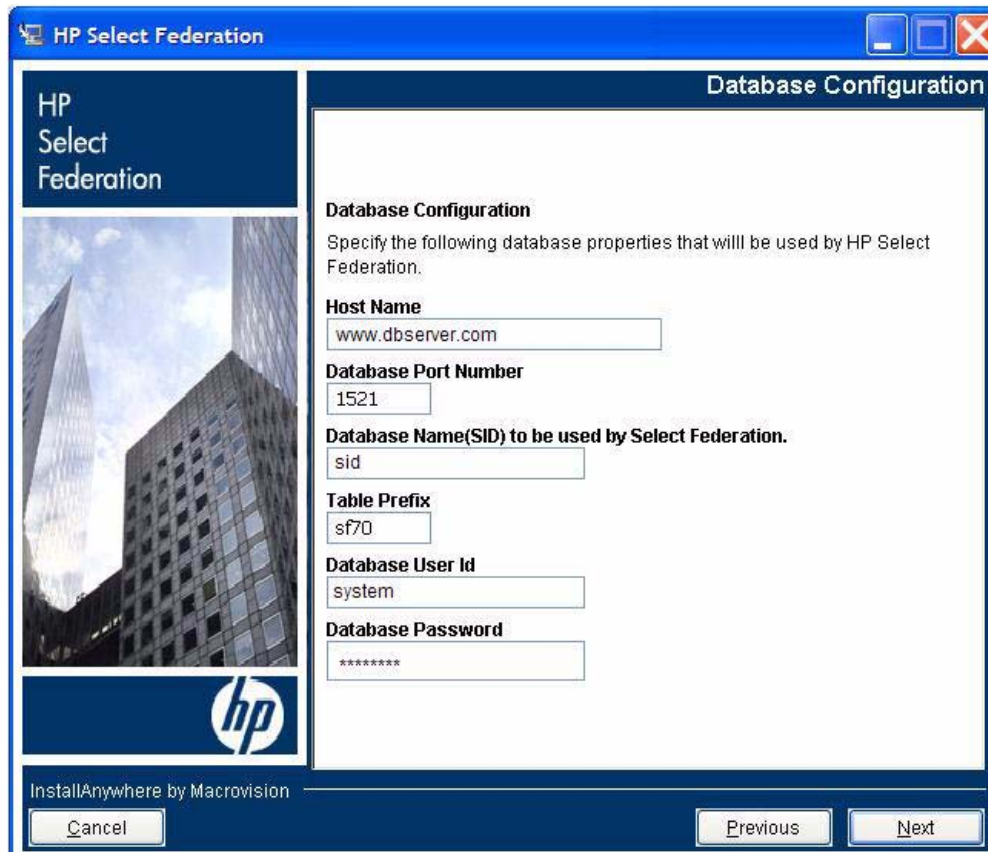 HP Select Federation
HP
Select
Federation
Database Configuration
Database Configuration
Specify the following database properties that willl be used by HP Select
Federation.
Host Name
www.dbserver.com
Database Port Number
1521
Database Name(SID) to be used by Select Federation.
sid
Table Prefix
sf70
Database User Id
system
Database Password
********
hp
InstallAnywhere by Macrovision
Cancel
Previous
Next